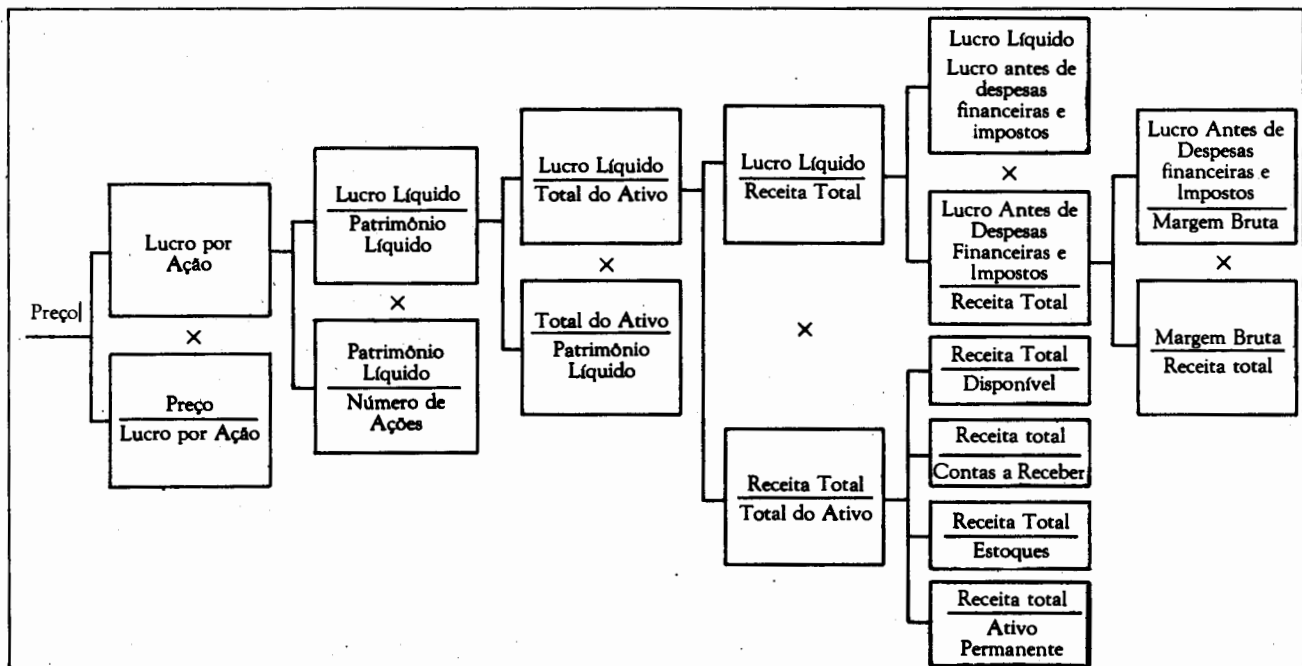 Preço
Lucro por
Ação
×
Preço
Lucro por Ação
Lucro Líquido
Patrimônio
Líquido
×
Patrimônio
Líquido
Número de
Ações
Lucro Líquido
Total do Ativo
×
Total do Ativo
Patrimônio
Líquido
Lucro Líquido
Receita Total
×
Receita Total
Total do Ativo
Lucro Líquido
Lucro antes de
despesas
financeiras e
impostos
×
Lucro Antes de
Despesas
Financeiras e
Impostos
Receita Total
Receita Total
Disponível
Receita total
Contas a Receber
Receita Total
Estoques
Receita total
Ativo
Permanente
Lucro Antes de
Despesas
financeiras e
Impostos
Margem Bruta
×
Margem Bruta
Receita total